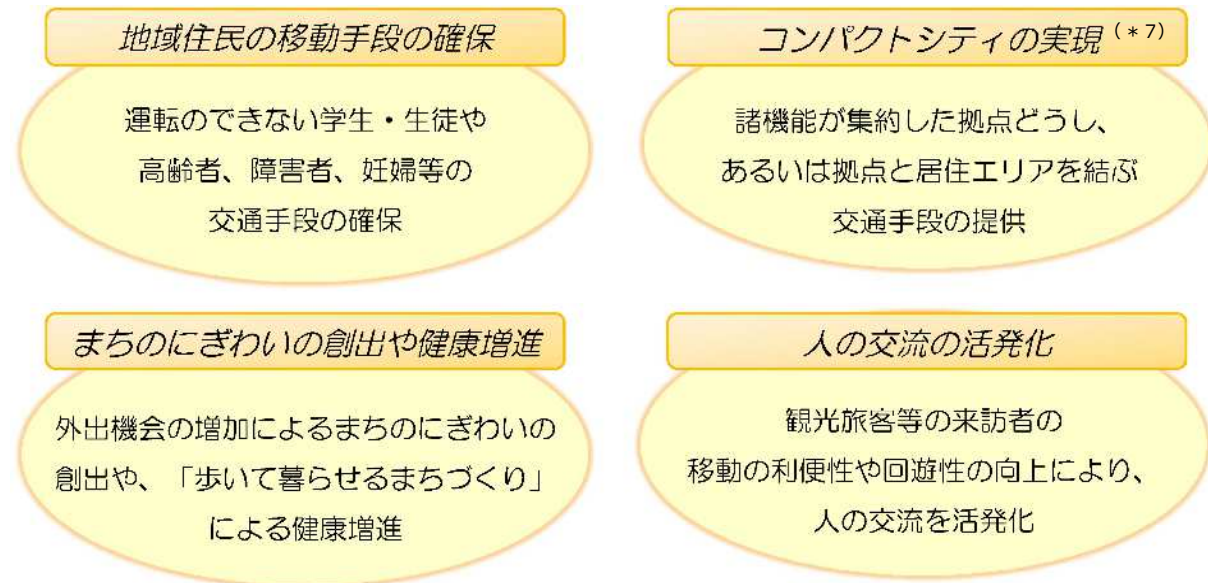 地域住民の移動手段の確保
運転のできない学生・生徒や
高齢者、障害者、妊婦等の
交通手段の確保
コンパクトシティの実現(*7)
諸機能が集約した拠点どうし、
あるいは拠点と居住エリアを結ぶ
交通手段の提供
まちのにぎわいの創出や健康増進
外出機会の増加によるまちのにぎわいの
創出や、「歩いて暮らせるまちづくり」
による健康増進
人の交流の活発化
観光旅客等の来訪者の
移動の利便性や回遊性の向上により、
人の交流を活発化